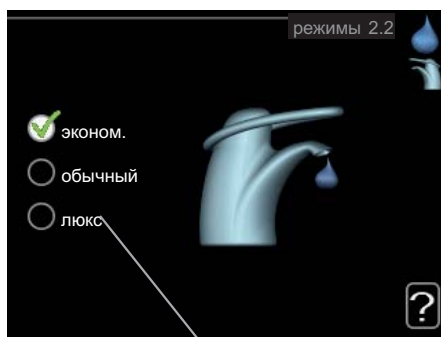 режимы 2.2
эконом.
обычный
люкс
?